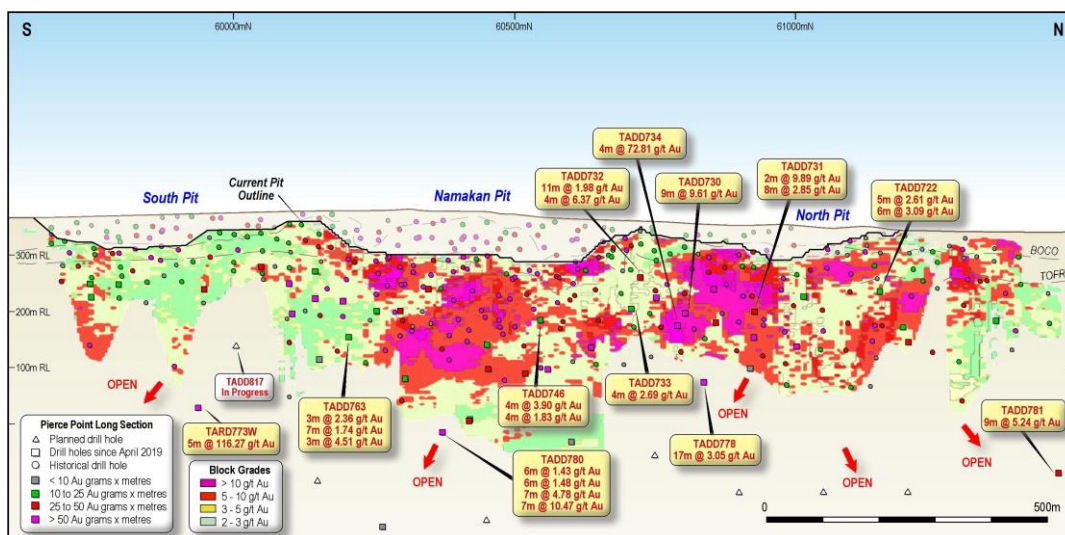 60000mN
60500mN
61000mN
S
N
TADD734
4m @ 72.81 g/t Au
TADD732
11m @ 1.98 g/t Au
4m @ 6.37 g/t Au
TADD730
9m @ 9.61 g/t Au
TADD731
2m @ 9.89 g/t Au
8m @ 2.85 g/t Au
TADD722
5m @ 2.61 g/t Au
6m @ 3.09 g/t Au
South Pit
Current Pit
Outline
Namakan Pit
North Pit
BOCO
TOFR
300m RL
200m RL
100m RL
OPEN
TADD817
In Progress
TARD773W
5m @ 116.27 g/t Au
TADD763
3m @ 2.36 g/t Au
7m @ 1.74 g/t Au
3m @ 4.51 g/t Au
TADD746
4m @ 3.90 g/t Au
4m @ 1.83 g/t Au
TADD733
4m @ 2.69 g/t Au
OPEN
TADD778
17m @ 3.05 g/t Au
TADD781
9m @ 5.24 g/t Au
OPEN
TADD780
6m @ 1.43 g/t Au
6m @ 1.48 g/t Au
7m @ 4.78 g/t Au
7m @ 10.47 g/t Au
OPEN
OPEN
Pierce Point Long Section
Planned drill hole
Drill holes since April 2019
Historical drill hole
< 10 Au grams x metres
10 to 25 Au grams x metres
25 to 50 Au grams x metres
> 50 Au grams x metres
Block Grades
> 10 g/t Au
5 - 10 g/t Au
3 - 5 g/t Au
2 - 3 g/t Au
0
500m